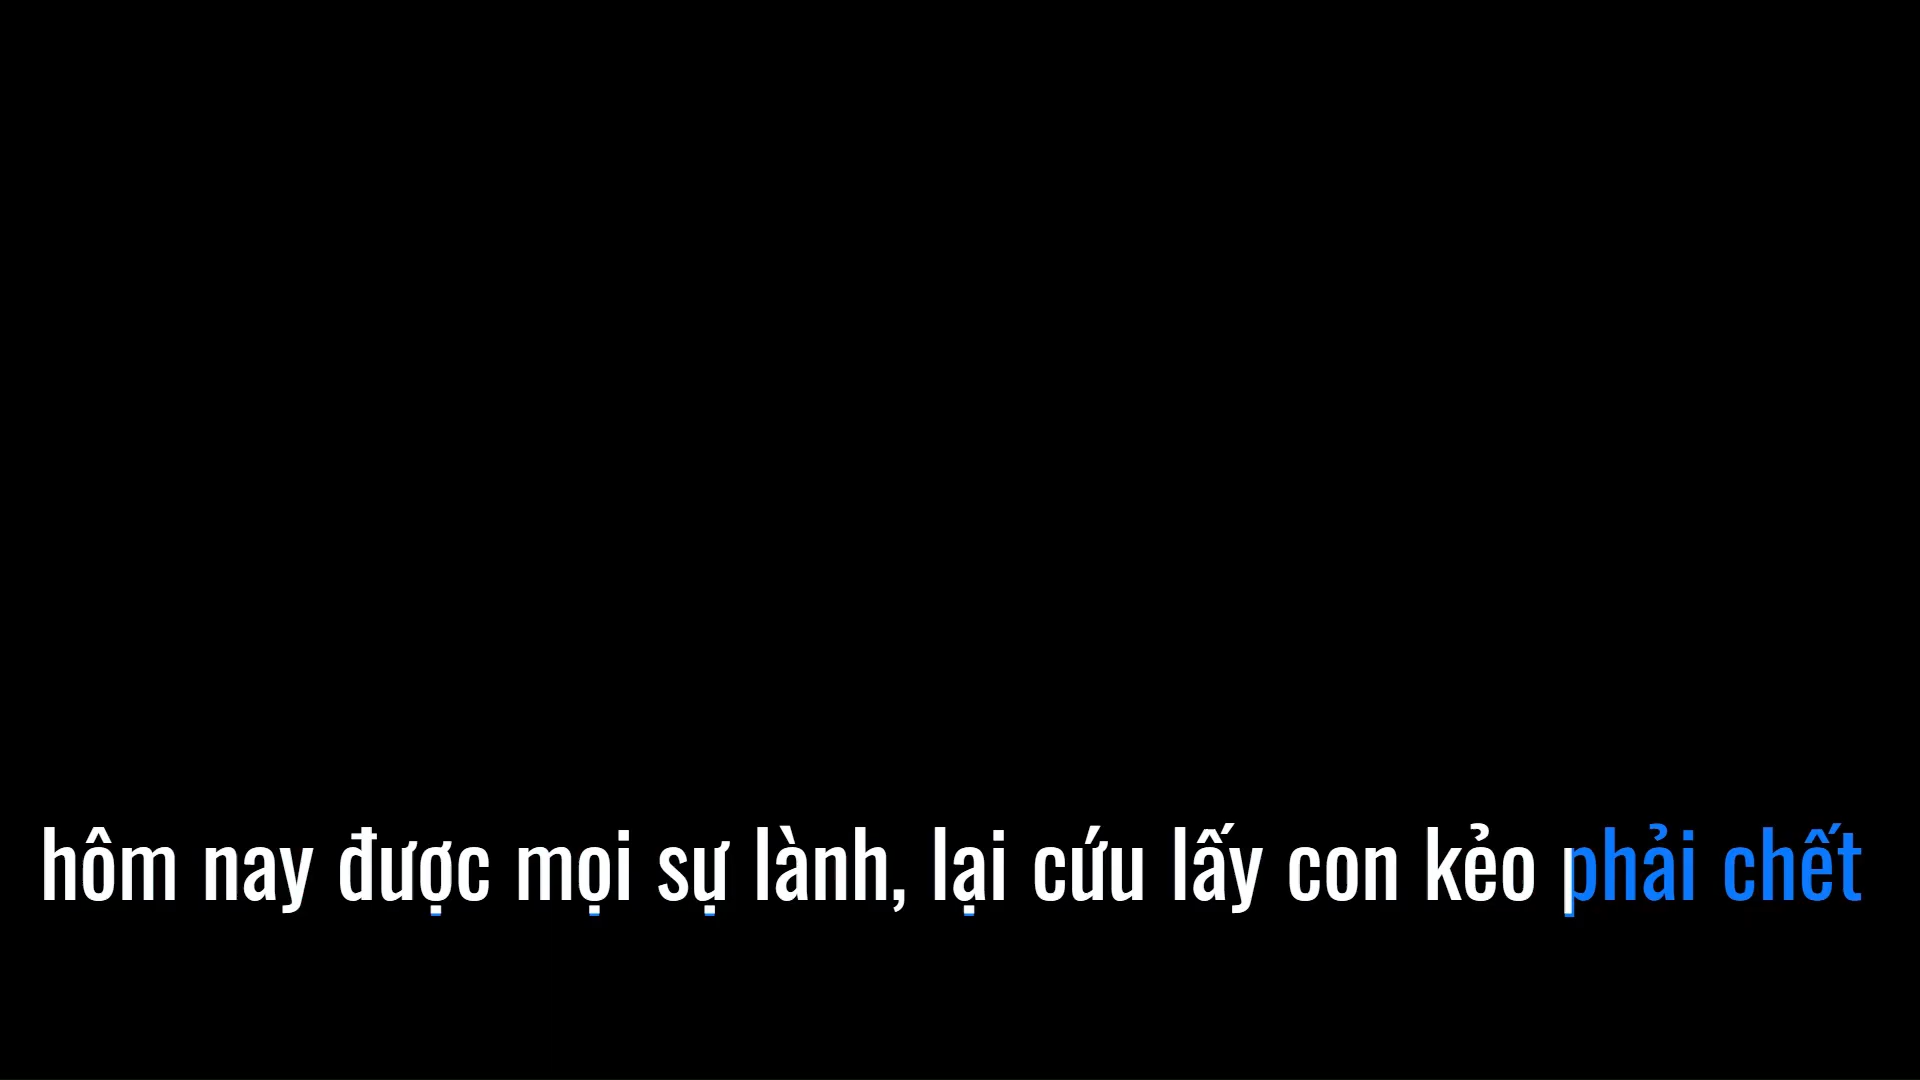 hôm nay được mọi sự lành, lại cứu lấy con kẻo phải chết